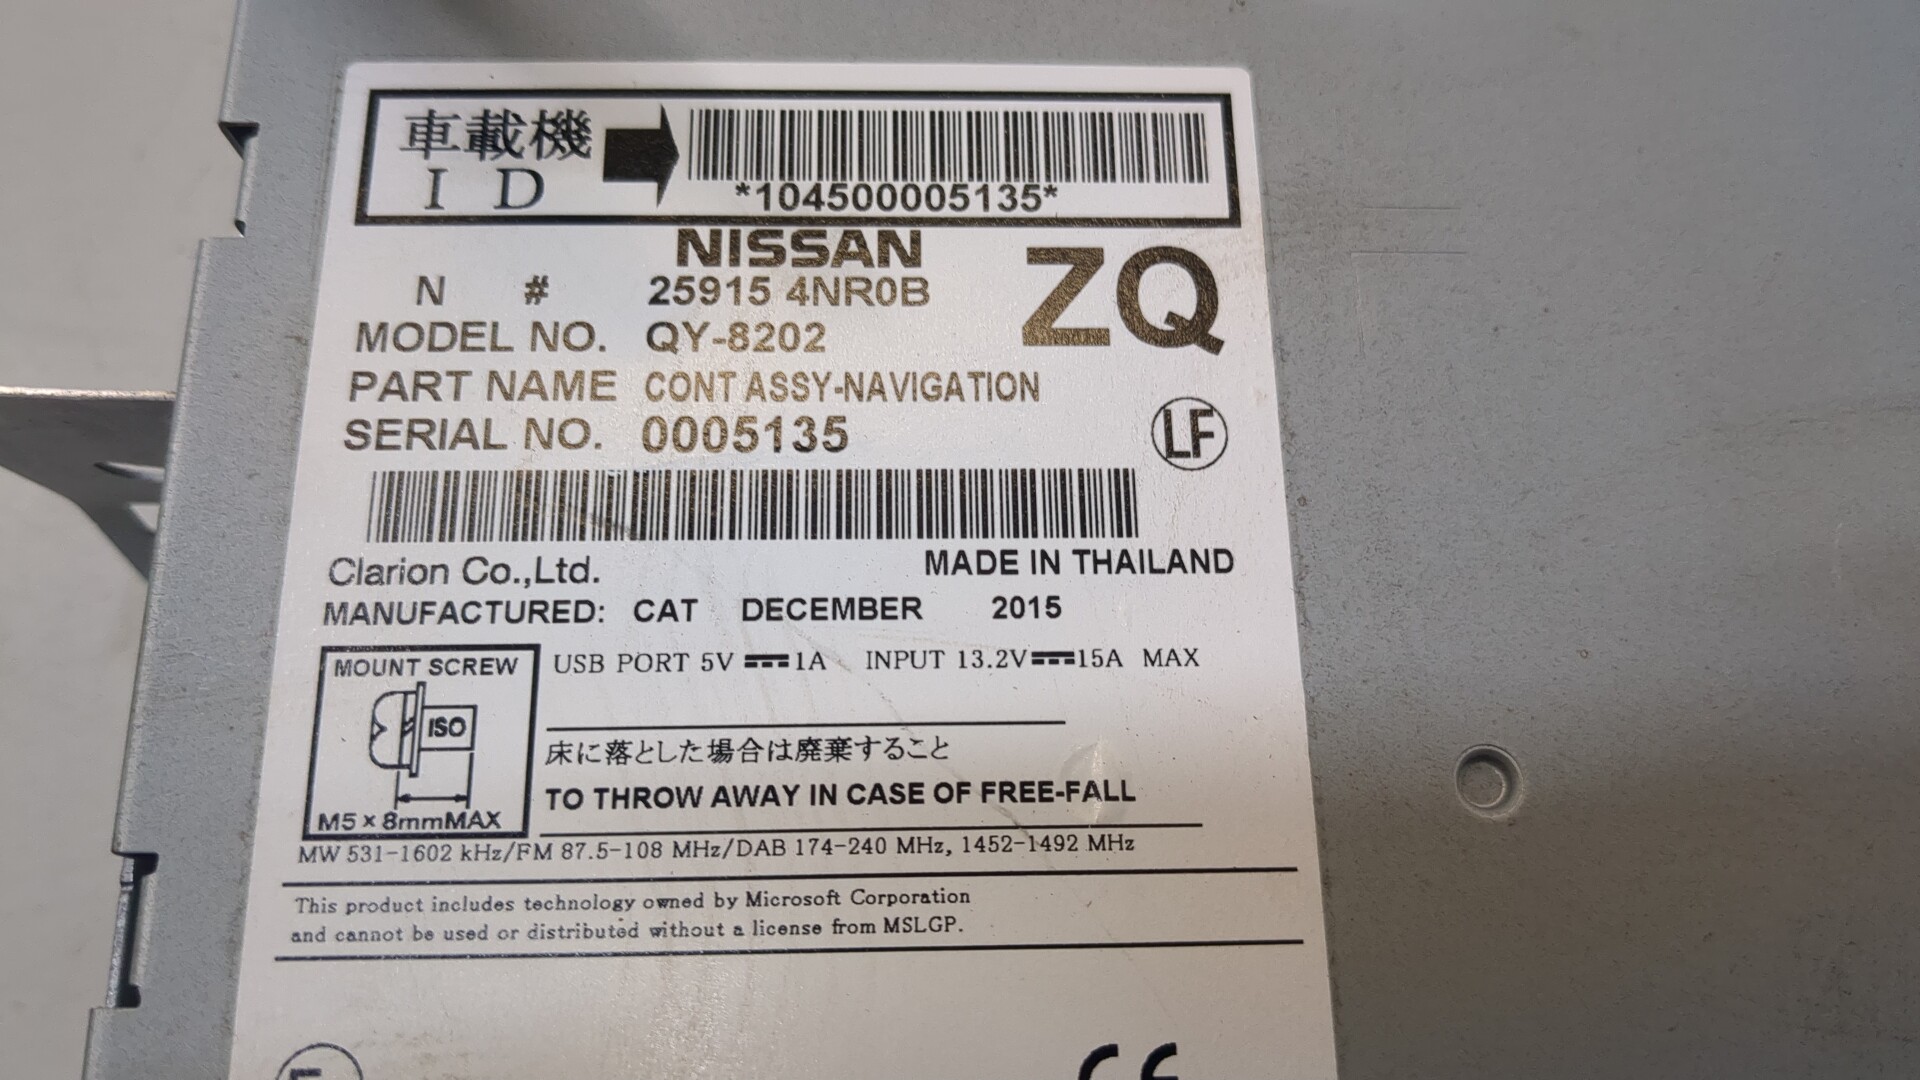 車載機
ID
*104500005135*
NISSAN
N # 25915 4NR0B
ZQ
MODEL NO. QY-8202
PART NAME CONT ASSY-NAVIGATION
SERIAL NO. 0005135
LF
Clarion Co.,Ltd.
MADE IN THAILAND
MANUFACTURED: CAT DECEMBER 2015
MOUNT SCREW
USB PORT 5V 1A INPUT 13.2V 15A MAX
ISO
床に落とした場合は廃棄すること
TO THROW AWAY IN CASE OF FREE-FALL
M5×8mmMAX
MW 531-1602 kHz/FM 87.5-108 MHz/DAB 174-240 MHz, 1452-1492 MHz
This product includes technology owned by Microsoft Corporation
and cannot be used or distributed without a license from MSLGP.
CE